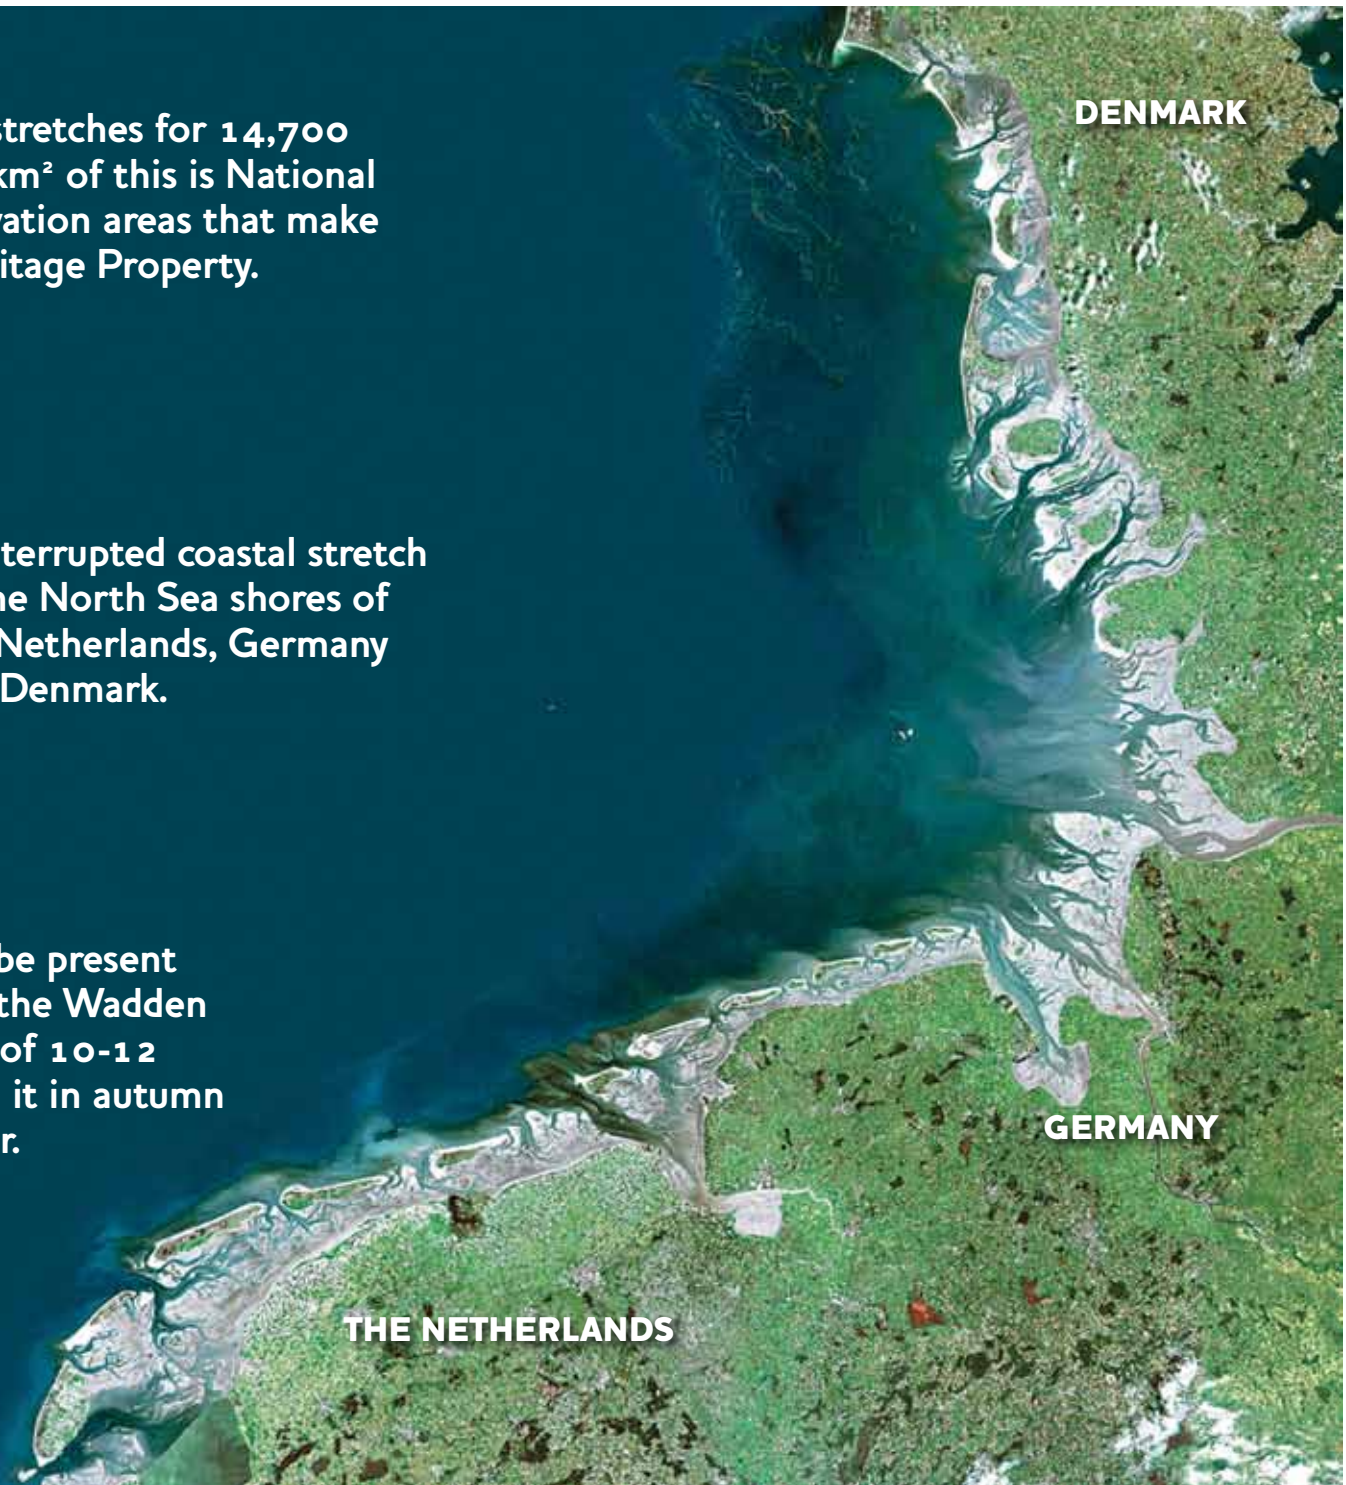 stretches for 14,700
km² of this is National
vation areas that make
itage Property.
terrupted coastal stretch
ne North Sea shores of
Netherlands, Germany
Denmark.
be present
the Wadden
of 10-12
it in autumn
r.
DENMARK
GERMANY
THE NETHERLANDS